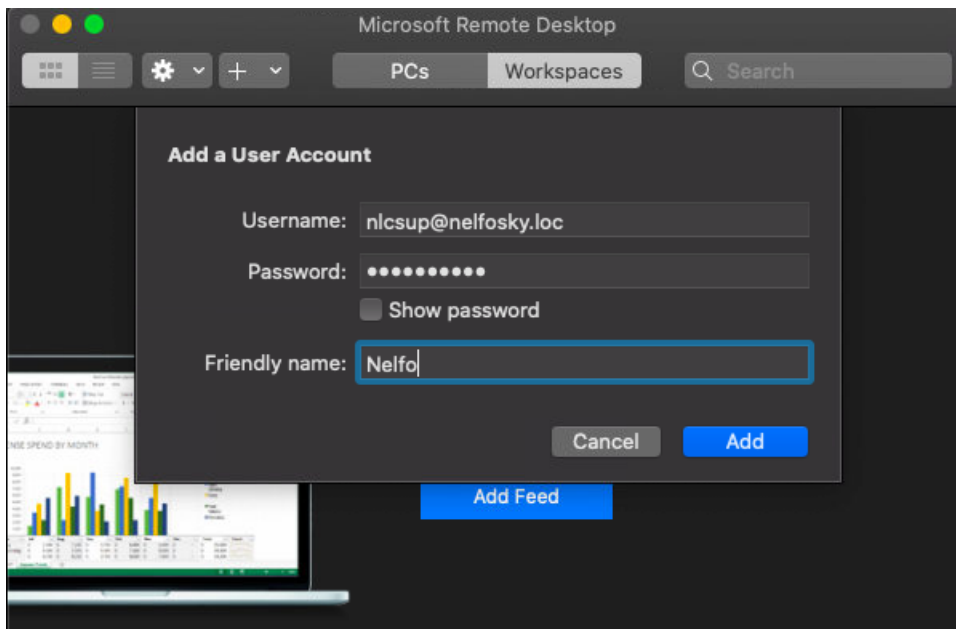 Microsoft Remote Desktop
PCs
Workspaces
Search
Add a User Account
Username: nlcsup@nelfosky.loc
Password: ••••••••••
Show password
Friendly name: Nelfo
Cancel
Add
Add Feed
NSE SPEND BY MONTH